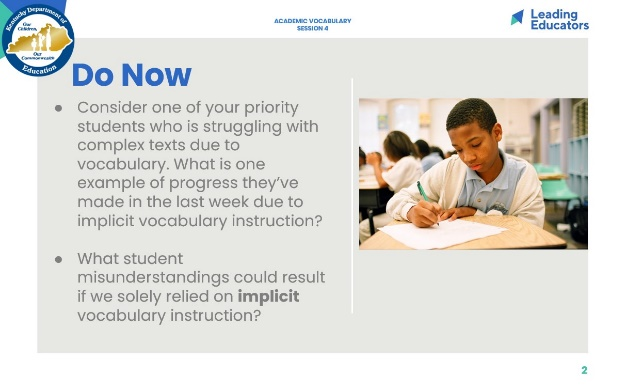 Kentucky Department of
Our
Children,
Our
Commonwealth
Education
ACADEMIC VOCABULARY
SESSION 4
Leading
Educators
Do Now
● Consider one of your priority
students who is struggling with
complex texts due to
vocabulary. What is one
example of progress they’ve
made in the last week due to
implicit vocabulary instruction?
● What student
misunderstandings could result
if we solely relied on implicit
vocabulary instruction?
2